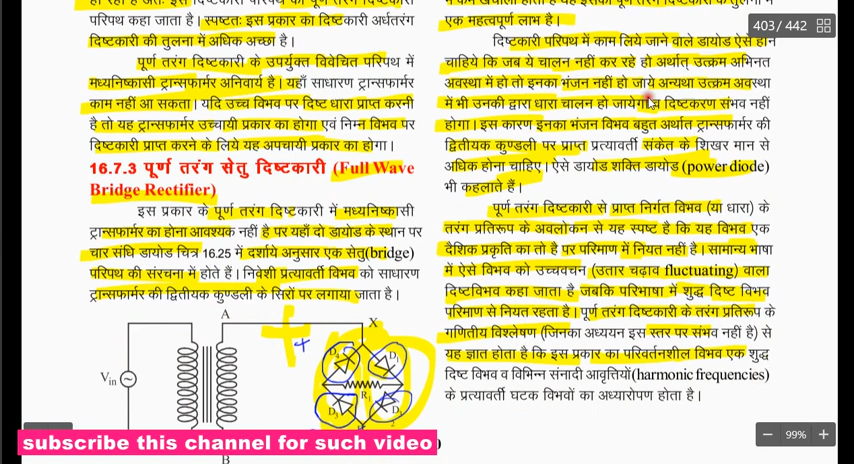 परिपथ कहा जाता है। स्पष्टतः इस प्रकार का दिष्टकारी अर्धतरंग
दिष्टकारी की तुलना में अधिक अच्छा है।
पूर्ण तरंग दिष्टकारी के उपर्युक्त विवेचित परिपथ में
मध्यनिष्कासी ट्रान्सफार्मर अनिवार्य है। यहाँ साधारण ट्रान्सफार्मर
काम नहीं आ सकता। यदि उच्च विभव पर दिष्ट धारा प्राप्त करनी
है तो यह ट्रान्सफार्मर उच्चायी प्रकार का होगा एवं निम्न विभव पर
दिष्टकारी प्राप्त करने के लिये यह अपचायी प्रकार का होगा।
16.7.3 पूर्ण तरंग सेतु दिष्टकारी (Full Wave
Bridge Rectifier)
इस प्रकार के पूर्ण तरंग दिष्टकारी में मध्यनिष्कासी
ट्रान्सफार्मर का होना आवश्यक नहीं है पर यहाँ दो डायोड के स्थान पर
चार संधि डायोड चित्र 16.25 में दर्शाये अनुसार एक सेतु(bridge)
परिपथ की संरचना में होते हैं। निवेशी प्रत्यावर्ती विभव को साधारण
ट्रान्सफार्मर की द्वितीयक कुण्डली के सिरों पर लगाया जाता है।
A
X
+
D4
D1
Vin
D3
B
एक महत्वपूर्ण लाभ है।
दिष्टकारी परिपथ में काम लिये जाने वाले डायोड ऐसे होने
चाहिये कि जब ये चालन नहीं कर रहे हो अर्थात् उत्क्रम अभिनत
अवस्था में हो तो इनका भंजन नहीं हो जाये अन्यथा उत्क्रम अवस्था
में भी उनकी द्वारा धारा चालन हो जायेगा दिष्टकरण संभव नहीं
होगा। इस कारण इनका भंजन विभव बहुत अर्थात ट्रान्सफार्मर की
द्वितीयक कुण्डली पर प्राप्त प्रत्यावर्ती संकेत के शिखर मान से
अधिक होना चाहिए। ऐसे डायोड शक्ति डायोड (power diode)
भी कहलाते हैं।
पूर्ण तरंग दिष्टकारी से प्राप्त निर्गत विभव (या धारा) के
तरंग प्रतिरूप के अवलोकन से यह स्पष्ट है कि यह विभव एक
दैशिक प्रकृति का तो है पर परिमाण में नियत नहीं है। सामान्य भाषा
में ऐसे विभव को उच्चवचन (उतार चढ़ाव fluctuating) वाला
दिष्टविभव कहा जाता है जबकि परिभाषा में शुद्ध दिष्ट विभव
परिमाण से नियत रहता है। पूर्ण तरंग दिष्टकारी के तरंग प्रतिरूप के
गणितीय विश्लेषण (जिनका अध्ययन इस स्तर पर संभव नहीं है) से
यह ज्ञात होता है कि इस प्रकार का परिवर्तनशील विभव एक शुद्ध
दिष्ट विभव व विभिन्न संनादी आवृत्तियों(harmonic frequencies)
के प्रत्यावर्ती घटक विभवों का अध्यारोपण होता है।
403 / 442
99%
subscribe this channel for such video